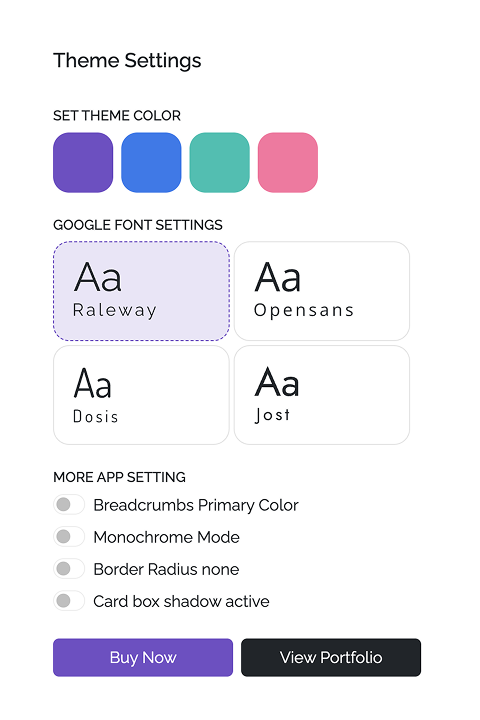 Theme Settings
SET THEME COLOR
GOOGLE FONT SETTINGS
Aa
Raleway
Aa
Opensans
Aa
Dosis
Aa
Jost
MORE APP SETTING
Breadcrumbs Primary Color
Monochrome Mode
Border Radius none
Card box shadow active
Buy Now
View Portfolio